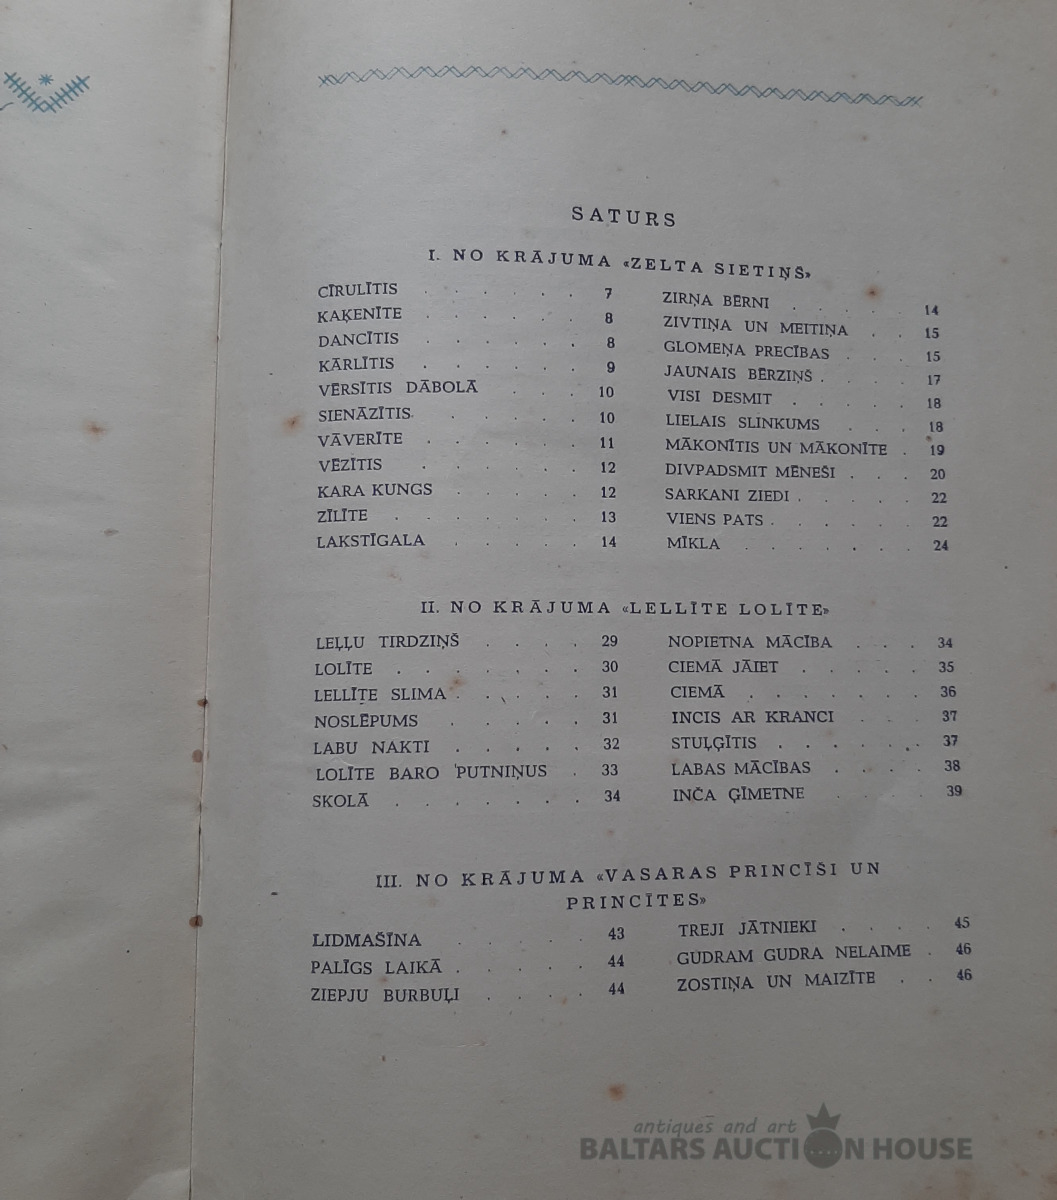 SATURS
I. NO KRĀJUMA «ZELTA SIETIŅŠ»
CĪRULĪTIS . . . . . . 7
KAĶENĪTE . . . . . . 8
DANCĪTIS . . . . . . 8
KĀRLĪTIS . . . . . . 9
VĒRSĪTIS DĀBOLĀ . . . 10
SIENĀZĪTIS . . . . . 10
VĀVERĪTE . . . . . . 11
VĒZĪTIS . . . . . . 12
KARA KUNGS . . . . . 12
ZĪLĪTE . . . . . . . 13
LAKSTĪGALA . . . . . 14
ZIRŅA BĒRNI . . . . . 14
ZIVTIŅA UN MEITIŅA . . 15
GLOMEŅA PRECĪBAS . . . 15
JAUNAIS BĒRZIŅŠ . . . . 17
VISI DESMIT . . . . . 18
LIELAIS SLINKUMS . . . 18
MĀKONĪTIS UN MĀKONĪTE . 19
DIVPADSMIT MĒNEŠI . . . 20
SARKANI ZIEDI . . . . . 22
VIENS PATS . . . . . . 22
MĪKLA . . . . . . . 24
II. NO KRĀJUMA «LELLĪTE LOLĪTE»
LEĻĻU TIRDZIŅŠ . . . . 29
LOLĪTE . . . . . . . 30
LELLĪTE SLIMA . . . . . 31
NOSLĒPUMS . . . . . 31
LABU NAKTI . . . . . 32
LOLĪTE BARO PUTNIŅUS . 33
SKOLĀ . . . . . . . 34
NOPIETNA MĀCĪBA . . . 34
CIEMĀ JĀIET . . . . . 35
CIEMĀ . . . . . . . 36
INCIS AR KRANCI . . . 37
STUĻĢĪTIS . . . . . . 37
LABAS MĀCĪBAS . . . . 38
INČA ĢĪMETNE . . . . 39
III. NO KRĀJUMA «VASARAS PRINCĪŠI UN
PRINCĪTES»
LIDMAŠĪNA . . . . . 43
PALĪGS LAIKĀ . . . . . 44
ZIEPJU BURBUĻI . . . . 44
TREJI JĀTNIEKI . . . . 45
GUDRAM GUDRA NELAIME . 46
ZOSTIŅA UN MAIZĪTE . . 46
antiques and art
BALTARS AUCTION HOUSE